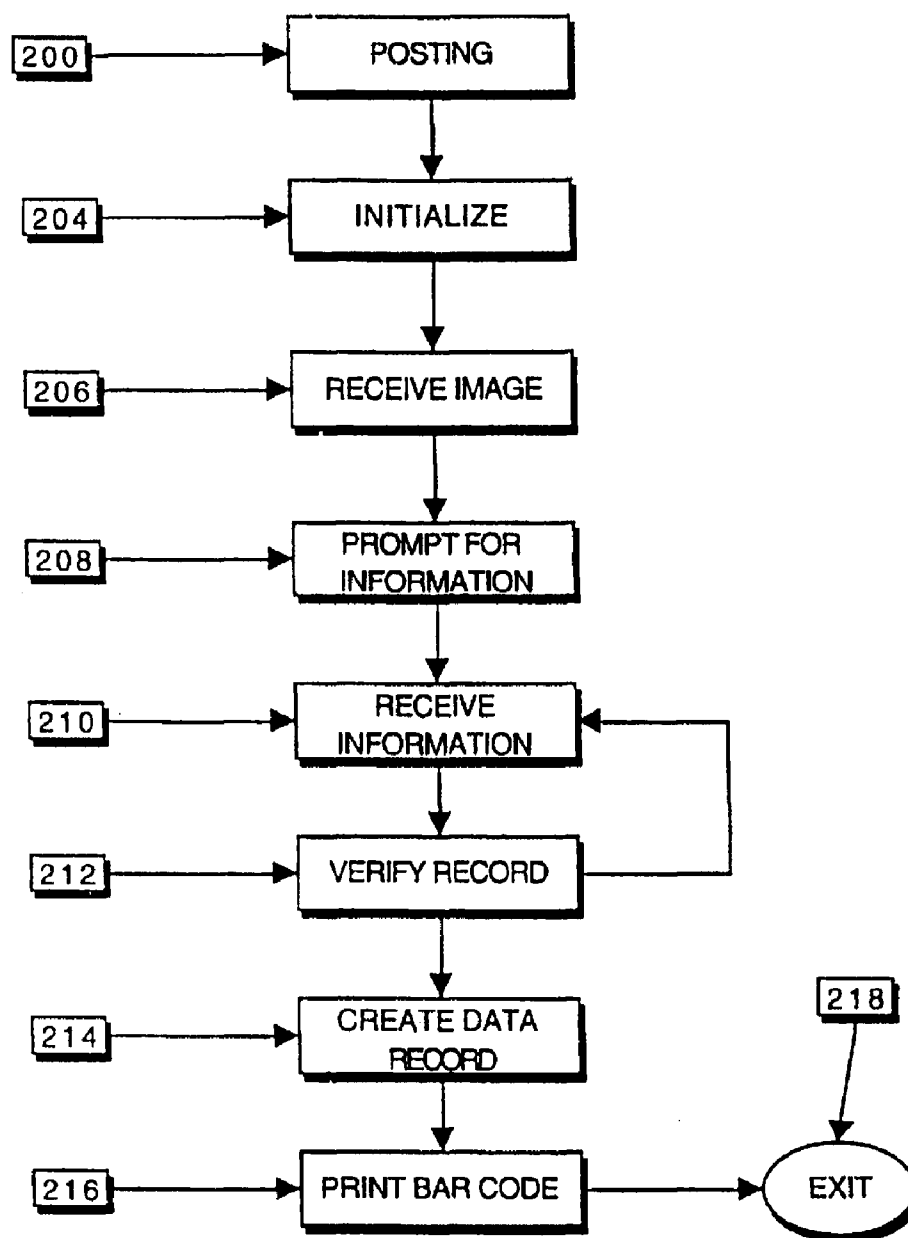 200
POSTING
204
INITIALIZE
206
RECEIVE IMAGE
208
PROMPT FOR
INFORMATION
210
RECEIVE
INFORMATION
212
VERIFY RECORD
214
CREATE DATA
RECORD
218
216
PRINT BAR CODE
EXIT